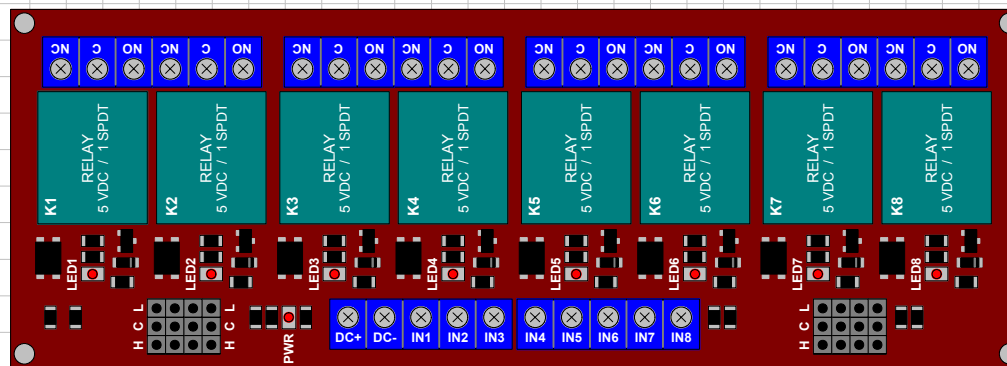 NC C NO NC C NO NC C NO NC C NO NC C NO NC C NO NC C NO NC C NO
K1
RELAY
5 VDC / 1 SPDT
K2
RELAY
5 VDC / 1 SPDT
K3
RELAY
5 VDC / 1 SPDT
K4
RELAY
5 VDC / 1 SPDT
K5
RELAY
5 VDC / 1 SPDT
K6
RELAY
5 VDC / 1 SPDT
K7
RELAY
5 VDC / 1 SPDT
K8
RELAY
5 VDC / 1 SPDT
LED1 LED2 LED3 LED4 LED5 LED6 LED7 LED8
H C L
H C L
PWR
DC+ DC- IN1 IN2 IN3 IN4 IN5 IN6 IN7 IN8
H C L